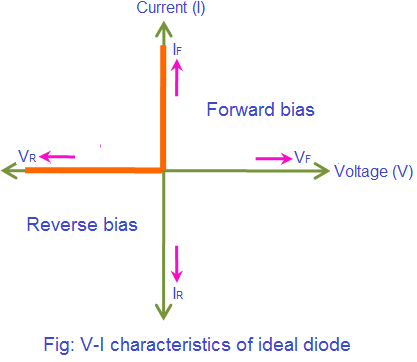 Current (I)
IF
Forward bias
VR
VF
Voltage (V)
Reverse bias
IR
Fig: V-I characteristics of ideal diode